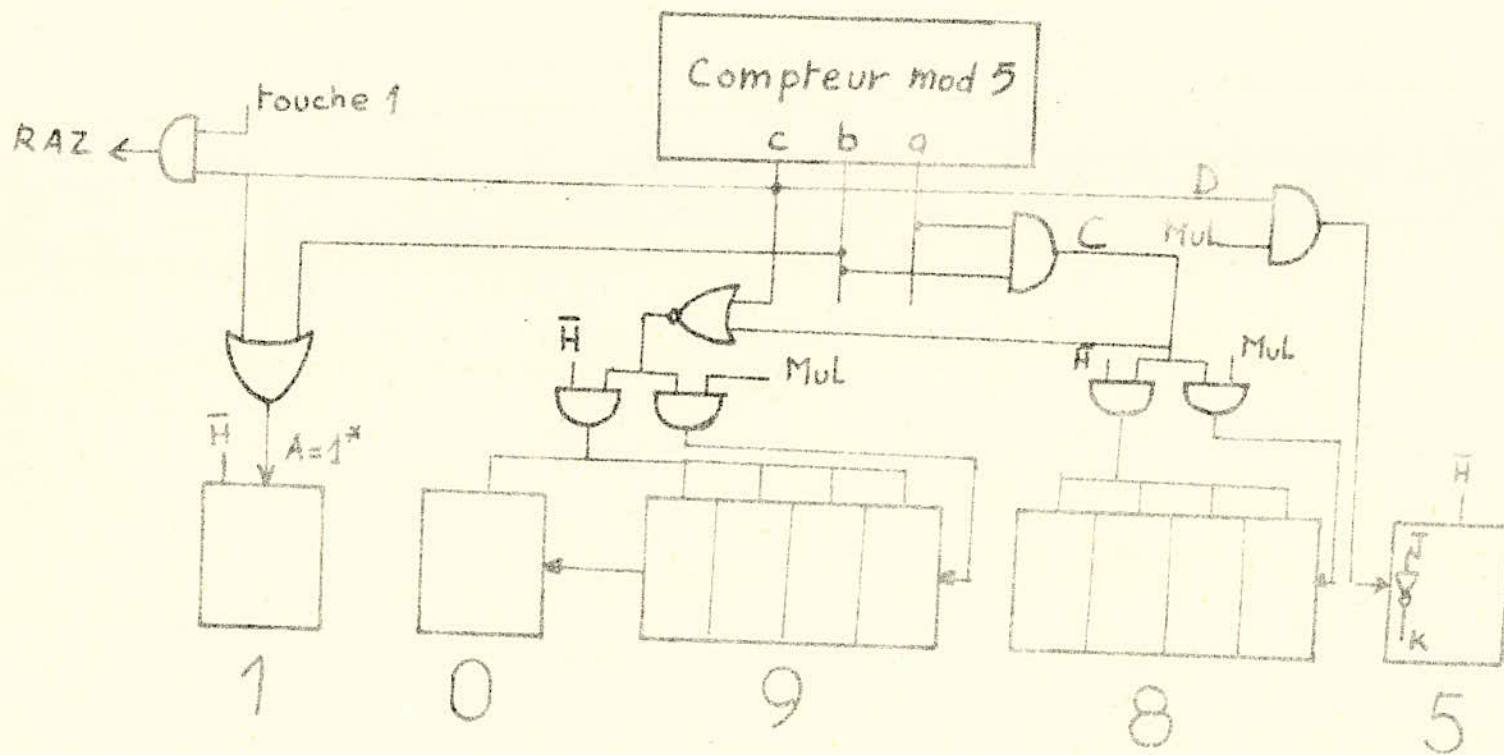 Compteur mod 5
c b a
touche 1
RAZ
D
MuL
C
H̅
MuL
H̅
MuL
H̅
A=1*
H̅
J
K
1
0
9
8
5